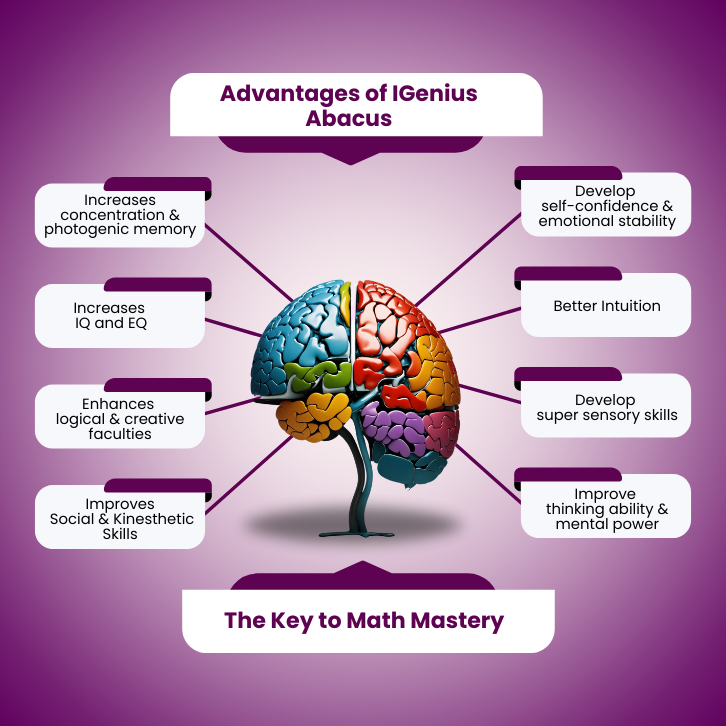 Advantages of IGenius
Abacus
Increases
concentration &
photogenic memory
Increases
IQ and EQ
Enhances
logical & creative
faculties
Improves
Social & Kinesthetic
Skills
Develop
self-confidence &
emotional stability
Better Intuition
Develop
super sensory skills
Improve
thinking ability &
mental power
The Key to Math Mastery